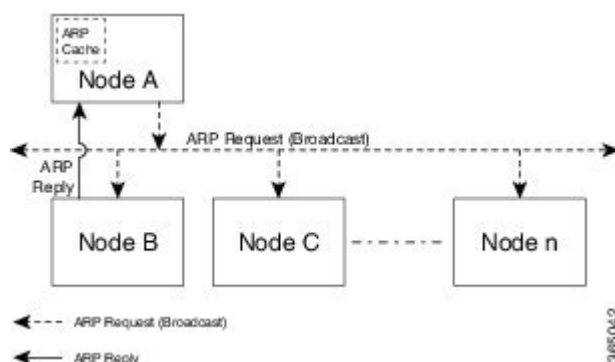 ARP
Cache
Node A
ARP Request (Broadcast)
ARP
Reply
Node B
Node C
Node n
ARP Request (Broadcast)
ARP Reply